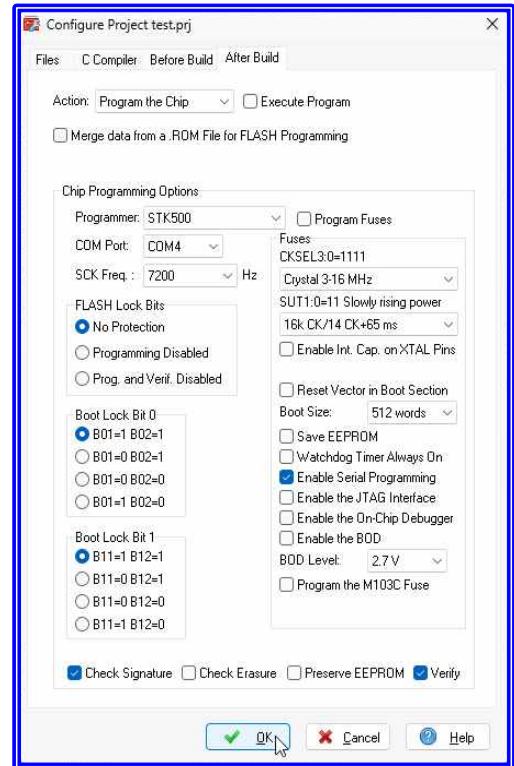 Configure Project test.prj
Files C Compiler Before Build After Build
Action: Program the Chip Execute Program
Merge data from a .ROM File for FLASH Programming
Chip Programming Options
Programmer: STK500 Program Fuses
COM Port: COM4
SCK Freq. : 7200 Hz
FLASH Lock Bits
No Protection
Programming Disabled
Prog. and Verif. Disabled
Boot Lock Bit 0
B01=1 B02=1
B01=0 B02=1
B01=0 B02=0
B01=1 B02=0
Boot Lock Bit 1
B11=1 B12=1
B11=0 B12=1
B11=0 B12=0
B11=1 B12=0
Fuses
CKSEL3:0=1111
Crystal 3-16 MHz
SUT1:0=11 Slowly rising power
16k CK/14 CK+65 ms
Enable Int. Cap. on XTAL Pins
Reset Vector in Boot Section
Boot Size: 512 words
Save EEPROM
Watchdog Timer Always On
Enable Serial Programming
Enable the JTAG Interface
Enable the On-Chip Debugger
Enable the BOD
BOD Level: 2.7 V
Program the M103C Fuse
Check Signature Check Erasure Preserve EEPROM Verify
OK Cancel Help